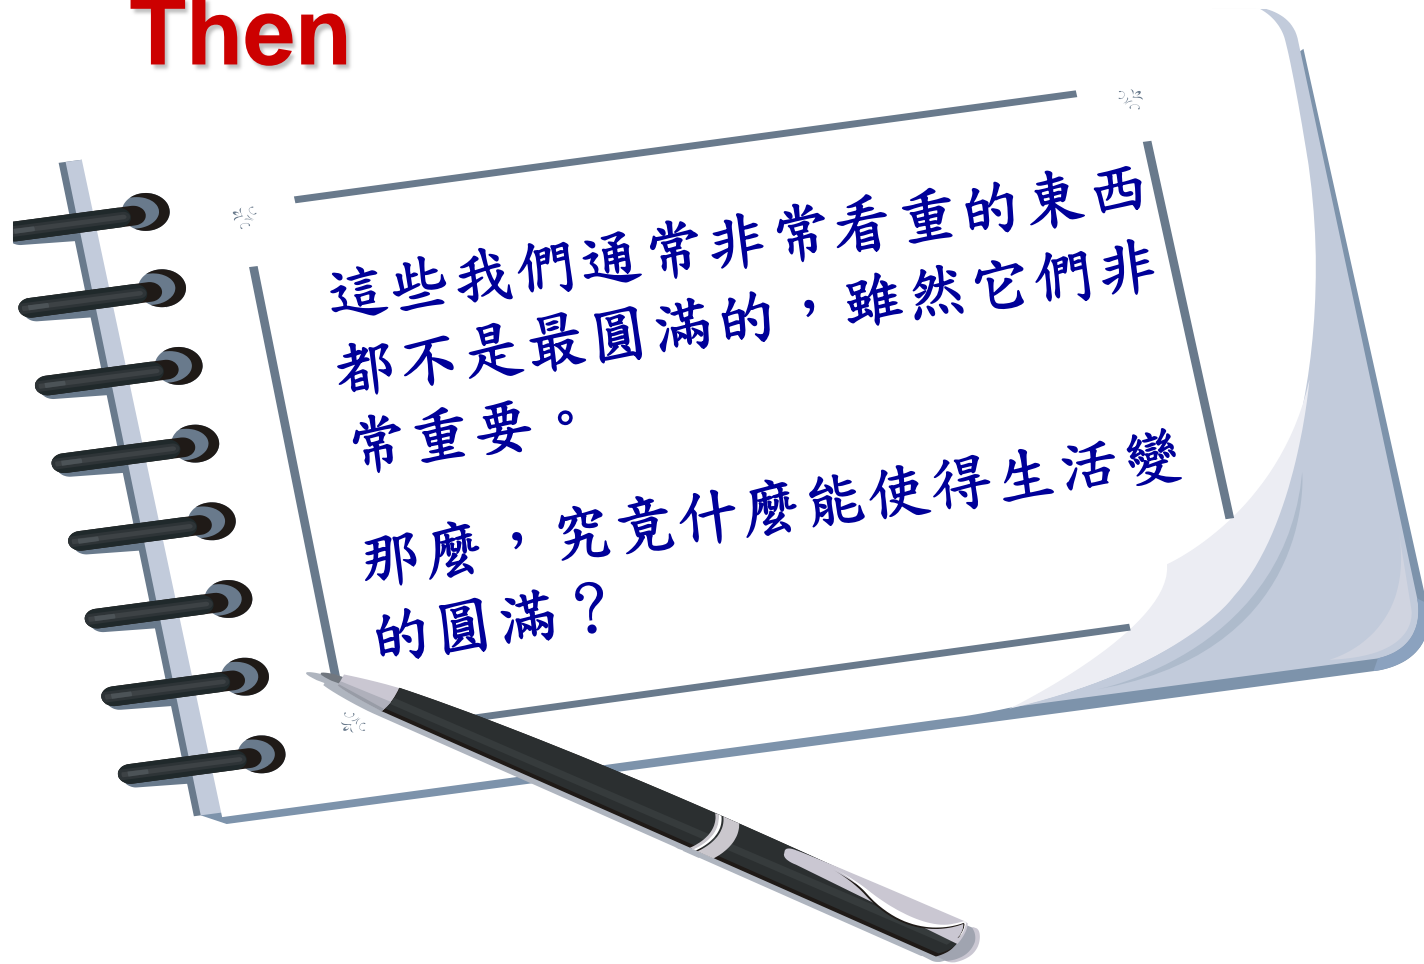 Then
這些我們通常非常看重的東西
都不是最圓滿的，雖然它們非
常重要。
那麼，究竟什麼能使得生活變
的圓滿？